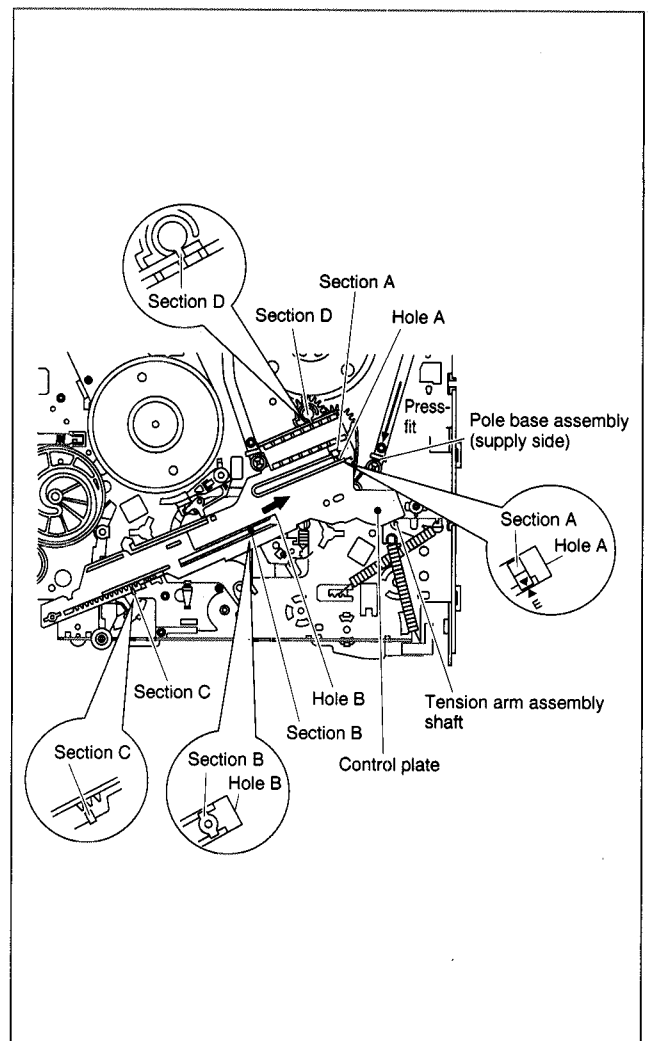 Section D
Section A
Section D
Hole A
Press-
fit
Pole base assembly
(supply side)
Section A
Hole A
E
Section C
Hole B
Section B
Tension arm assembly
shaft
Control plate
Section C
Section B
Hole B